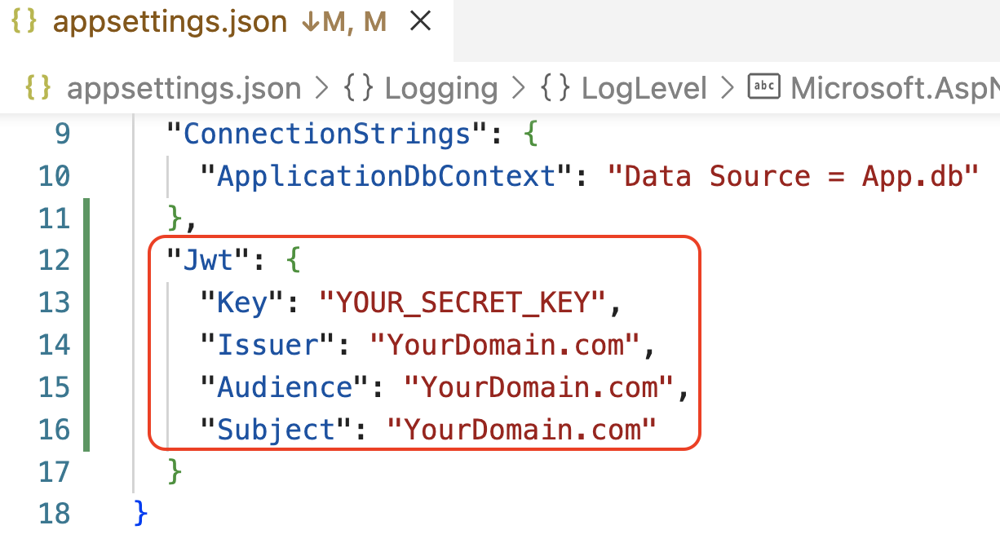 {} appsettings.json ↓M, M ×
{} appsettings.json > {} Logging > {} LogLevel > abc Microsoft.AspN
9 "ConnectionStrings": {
10 "ApplicationDbContext": "Data Source = App.db"
11 },
12 "Jwt": {
13 "Key": "YOUR_SECRET_KEY",
14 "Issuer": "YourDomain.com",
15 "Audience": "YourDomain.com",
16 "Subject": "YourDomain.com"
17 }
18 }